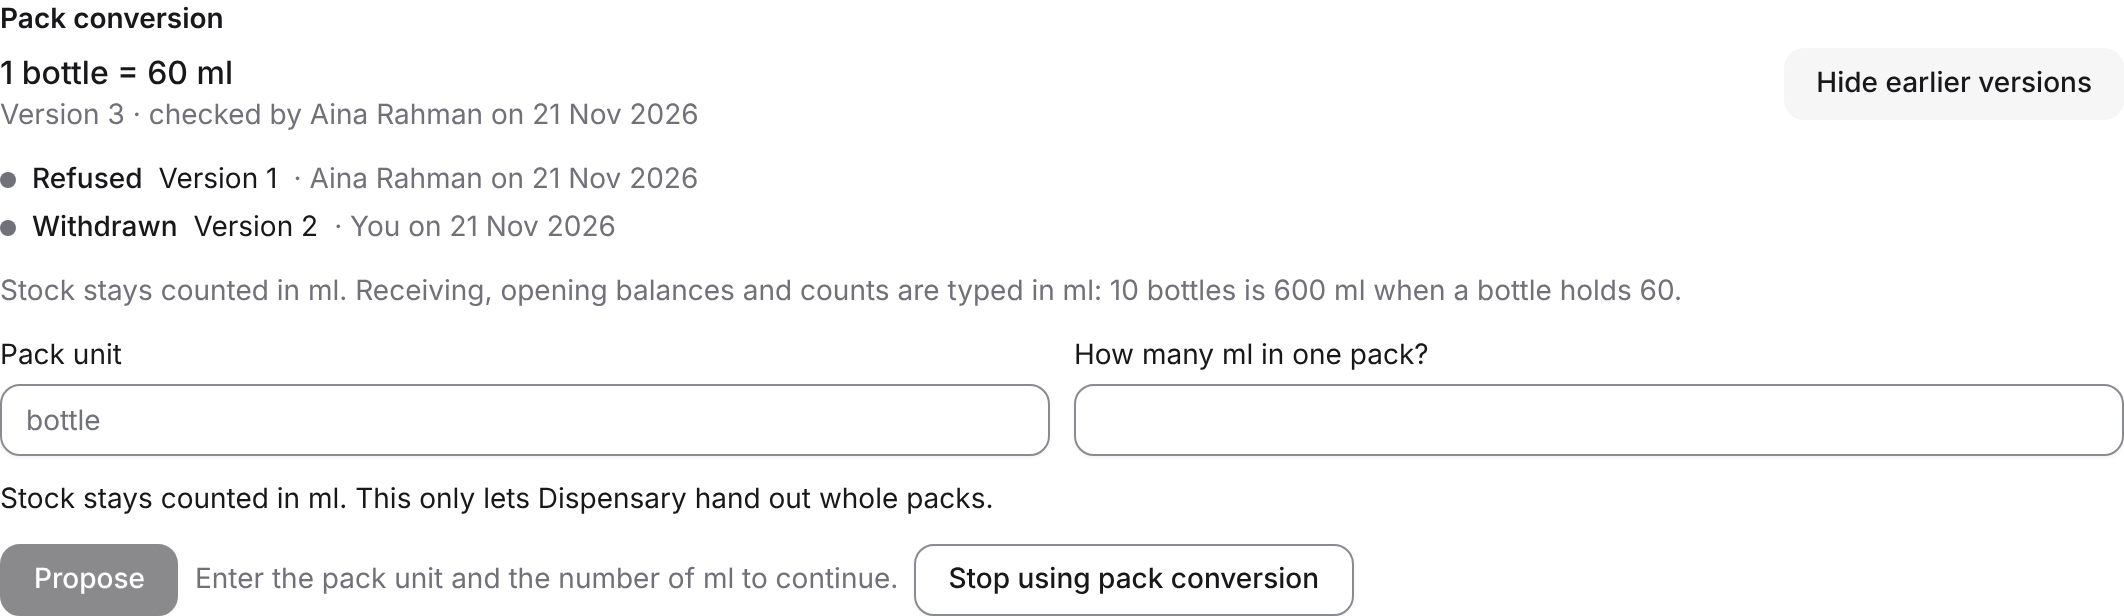 Pack conversion
1 bottle = 60 ml
Hide earlier versions
Version 3 · checked by Aina Rahman on 21 Nov 2026
Refused Version 1 · Aina Rahman on 21 Nov 2026
Withdrawn Version 2 · You on 21 Nov 2026
Stock stays counted in ml. Receiving, opening balances and counts are typed in ml: 10 bottles is 600 ml when a bottle holds 60.
Pack unit
How many ml in one pack?
bottle
Stock stays counted in ml. This only lets Dispensary hand out whole packs.
Propose Enter the pack unit and the number of ml to continue. Stop using pack conversion